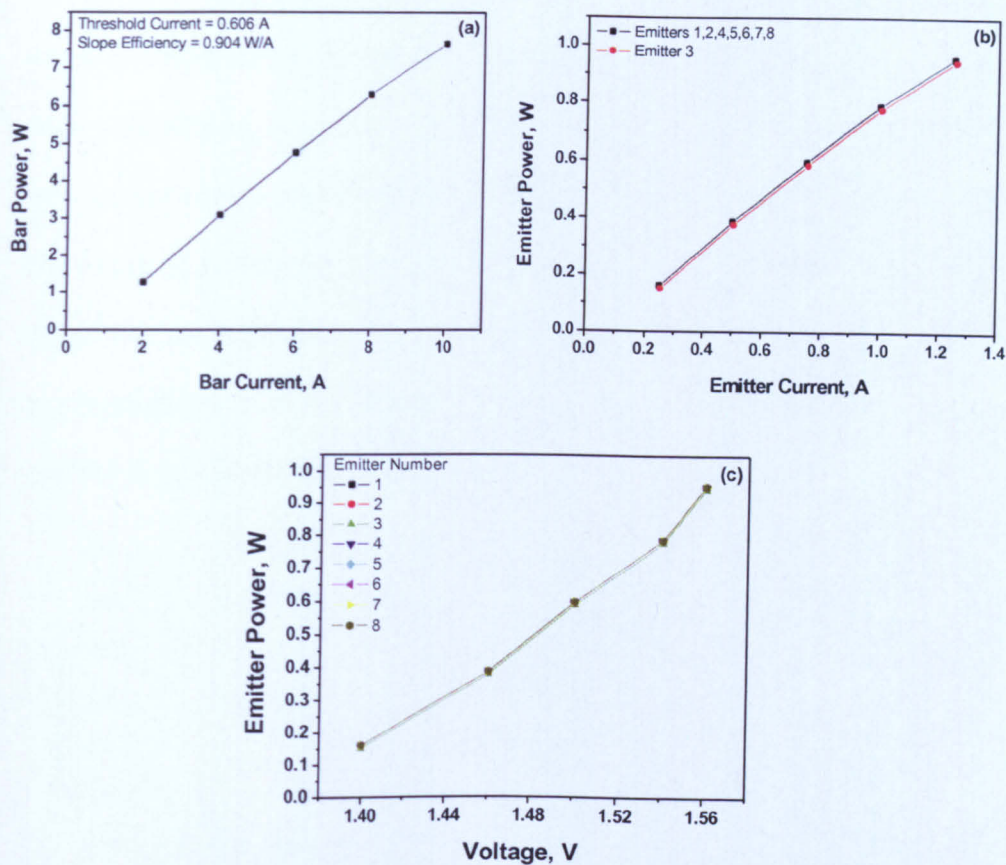 Threshold Current = 0.606 A
Slope Efficiency = 0.904 W/A
(a)
8
7
6
5
4
3
2
1
0
0 2 4 6 8 10
Bar Power, W
Bar Current, A
Emitters 1,2,4,5,6,7,8
Emitter 3
(b)
1.0
0.8
0.6
0.4
0.2
0.0
0.0 0.2 0.4 0.6 0.8 1.0 1.2 1.4
Emitter Power, W
Emitter Current, A
Emitter Number
1
2
3
4
5
6
7
8
(c)
1.0
0.9
0.8
0.7
0.6
0.5
0.4
0.3
0.2
0.1
0.0
1.40 1.44 1.48 1.52 1.56
Emitter Power, W
Voltage, V